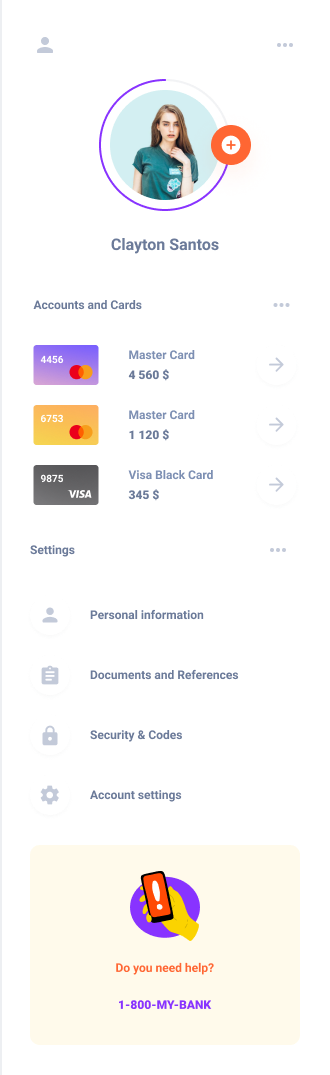 Clayton Santos
Accounts and Cards
4456
Master Card
4 560 $
6753
Master Card
1 120 $
9875
VISA
Visa Black Card
345 $
Settings
Personal information
Documents and References
Security & Codes
Account settings
Do you need help?
1-800-MY-BANK